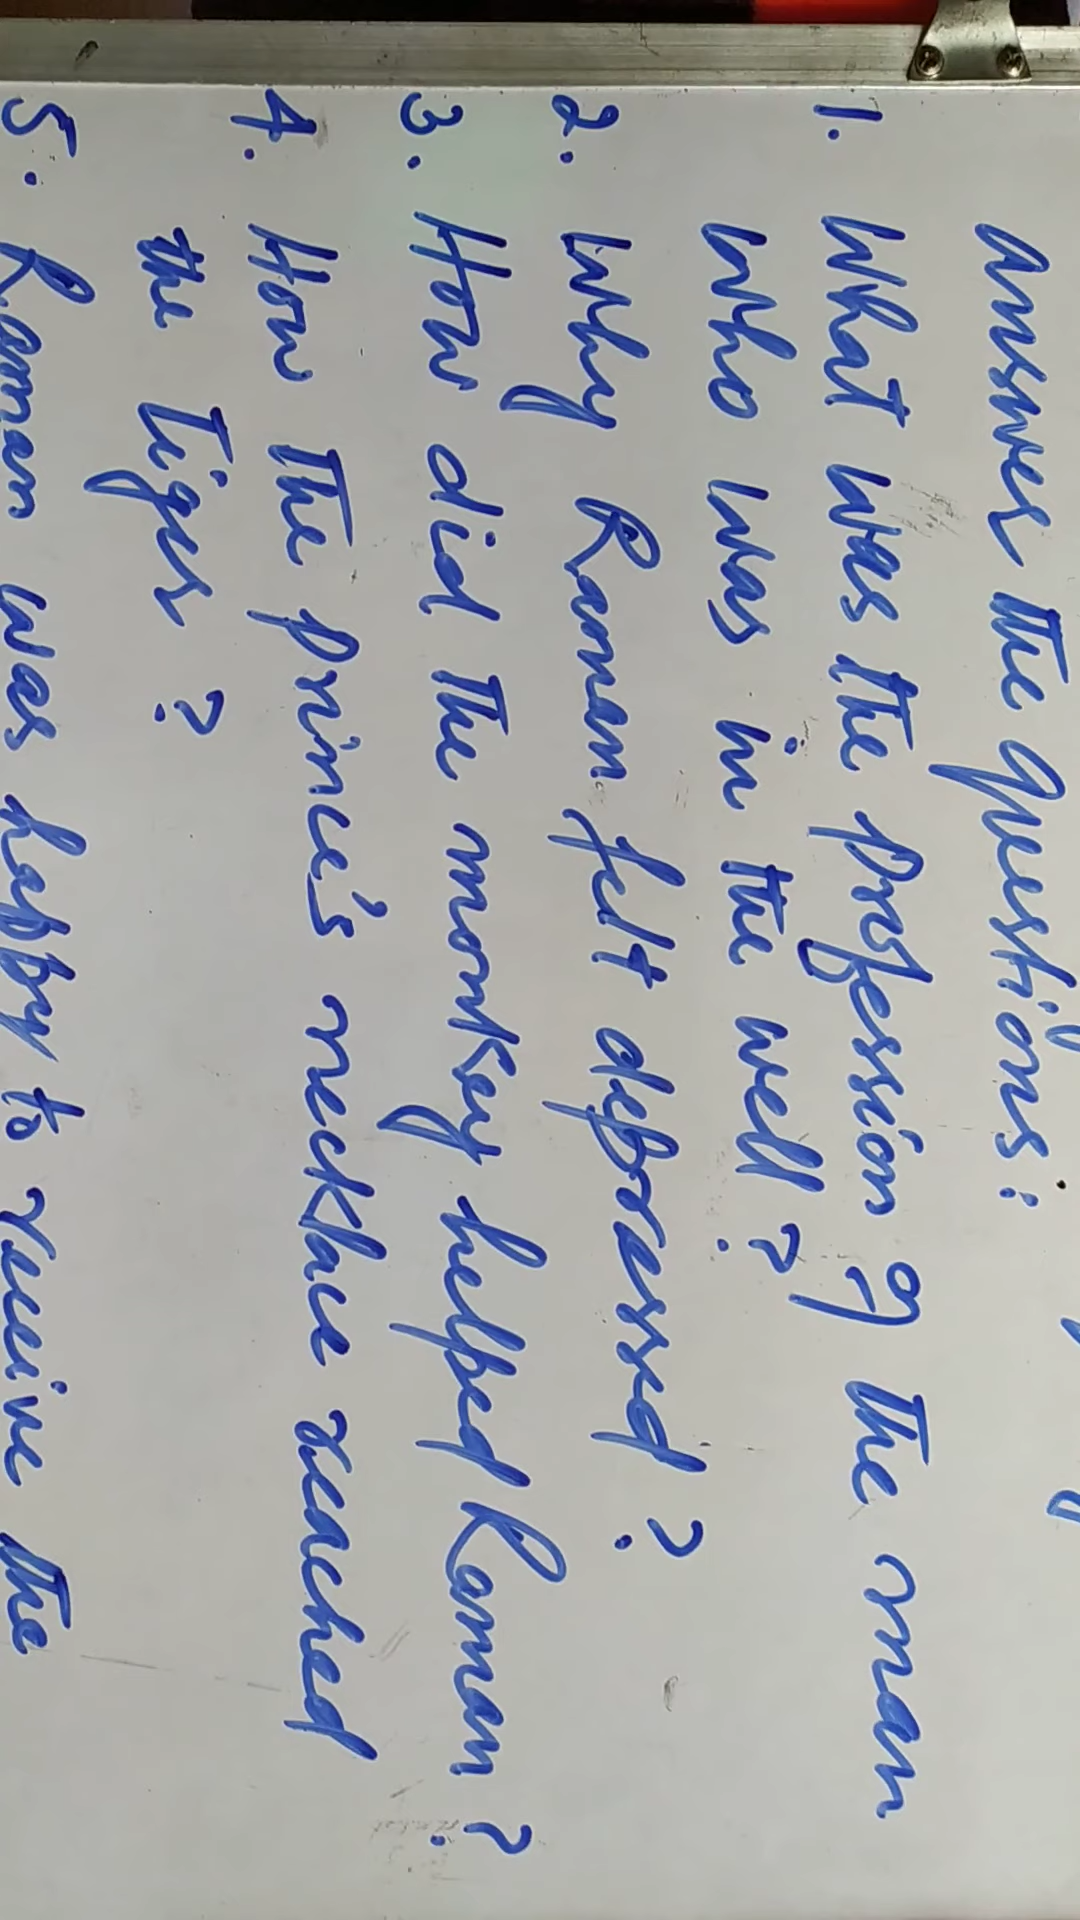 Answer the questions:
1. What was the profession of the man
who was in the well?
2. Why Raman felt depressed?
3. How did the monkey helped Raman?
4. How the prince's necklace reached
the Tiger?
5. Raman was happy to receive the